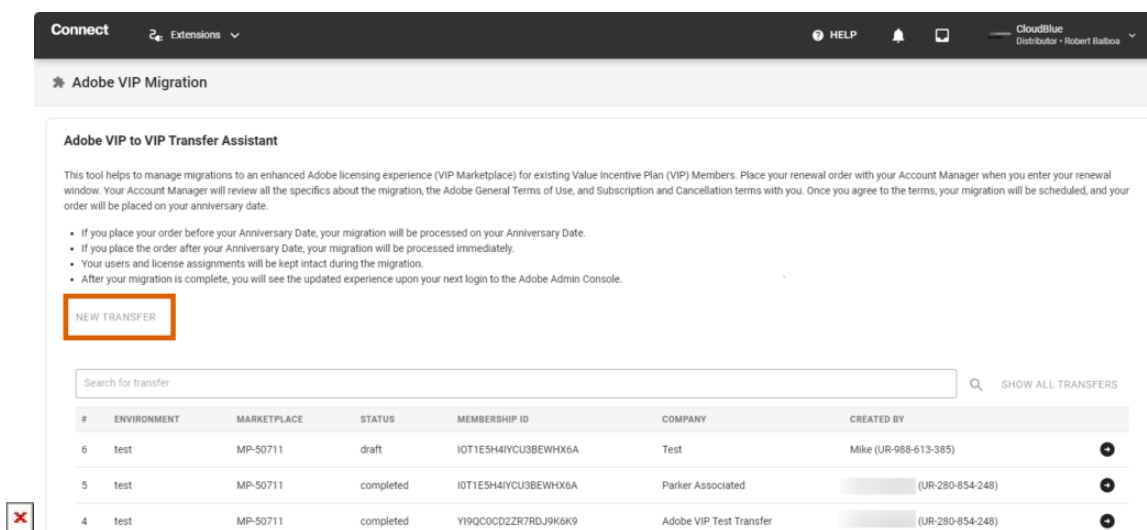 Connect
Extensions
HELP
CloudBlue
Distributor • Robert Balboa
Adobe VIP Migration
Adobe VIP to VIP Transfer Assistant
This tool helps to manage migrations to an enhanced Adobe licensing experience (VIP Marketplace) for existing Value Incentive Plan (VIP) Members. Place your renewal order with your Account Manager when you enter your renewal
window. Your Account Manager will review all the specifics about the migration, the Adobe General Terms of Use, and Subscription and Cancellation terms with you. Once you agree to the terms, your migration will be scheduled, and your
order will be placed on your anniversary date.
• If you place your order before your Anniversary Date, your migration will be processed on your Anniversary Date.
• If you place the order after your Anniversary Date, your migration will be processed immediately.
• Your users and license assignments will be kept intact during the migration.
• After your migration is complete, you will see the updated experience upon your next login to the Adobe Admin Console.
NEW TRANSFER
Search for transfer
SHOW ALL TRANSFERS
# ENVIRONMENT MARKETPLACE STATUS MEMBERSHIP ID COMPANY CREATED BY
6 test MP-50711 draft IOT1E5H4IYCU3BEWHX6A Test Mike (UR-988-613-385)
5 test MP-50711 completed I0T1E5H4IYCU3BEWHX6A Parker Associated (UR-280-854-248)
4 test MP-50711 completed YI9QC0CD2ZR7RDJ9K6K9 Adobe VIP Test Transfer (UR-280-854-248)